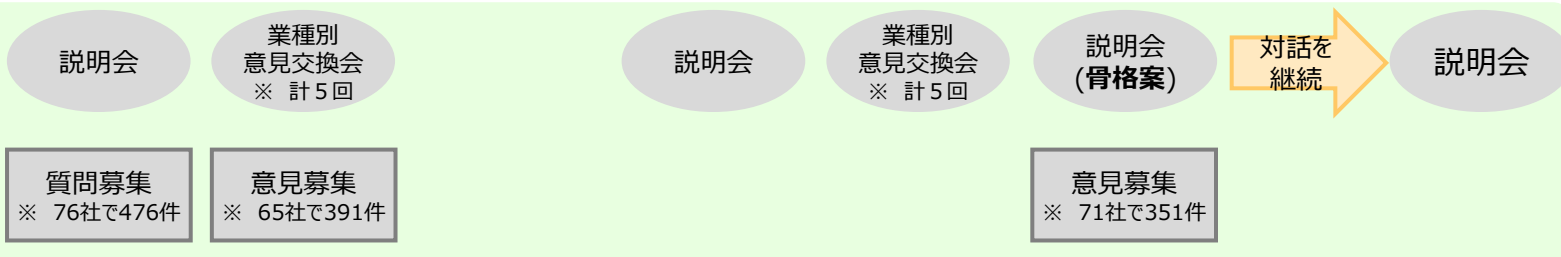 説明会
業種別
意見交換会
※ 計５回
説明会
業種別
意見交換会
※ 計５回
説明会
(骨格案)
対話を
継続
説明会
質問募集
※ 76社で476件
意見募集
※ 65社で391件
意見募集
※ 71社で351件